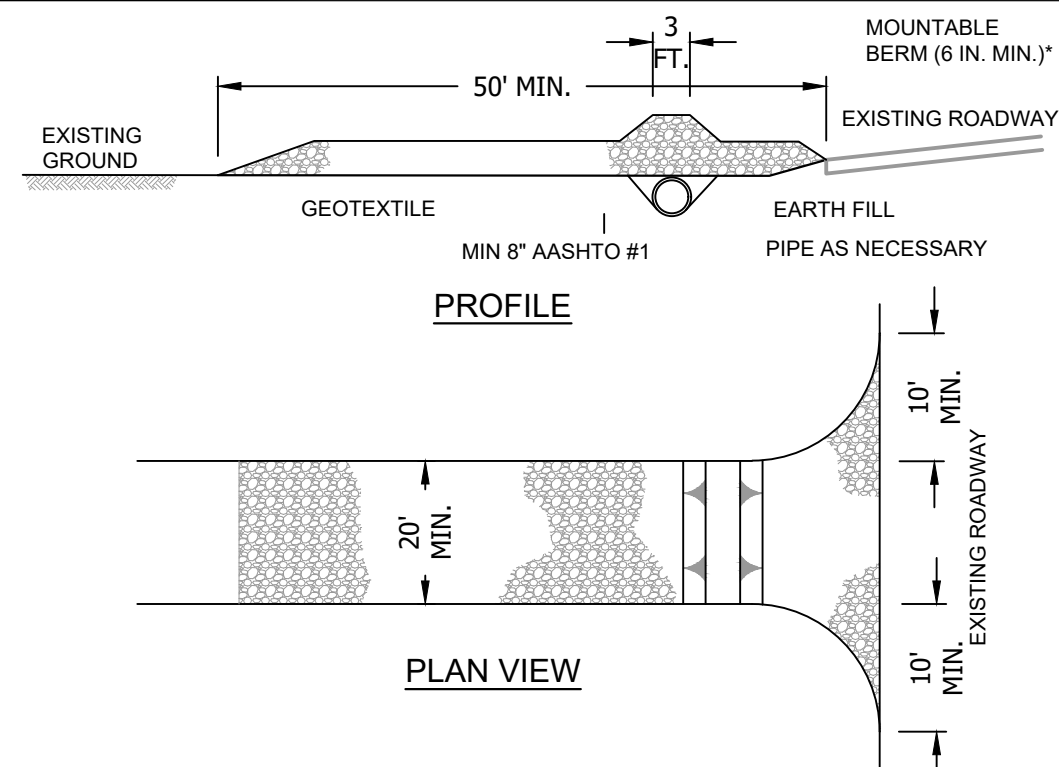 3
FT.
MOUNTABLE
BERM (6 IN. MIN.)*
50' MIN.
EXISTING ROADWAY
EXISTING
GROUND
GEOTEXTILE
EARTH FILL
MIN 8" AASHTO #1
PIPE AS NECESSARY
PROFILE
10'
MIN.
20'
MIN.
EXISTING ROADWAY
10'
MIN.
PLAN VIEW